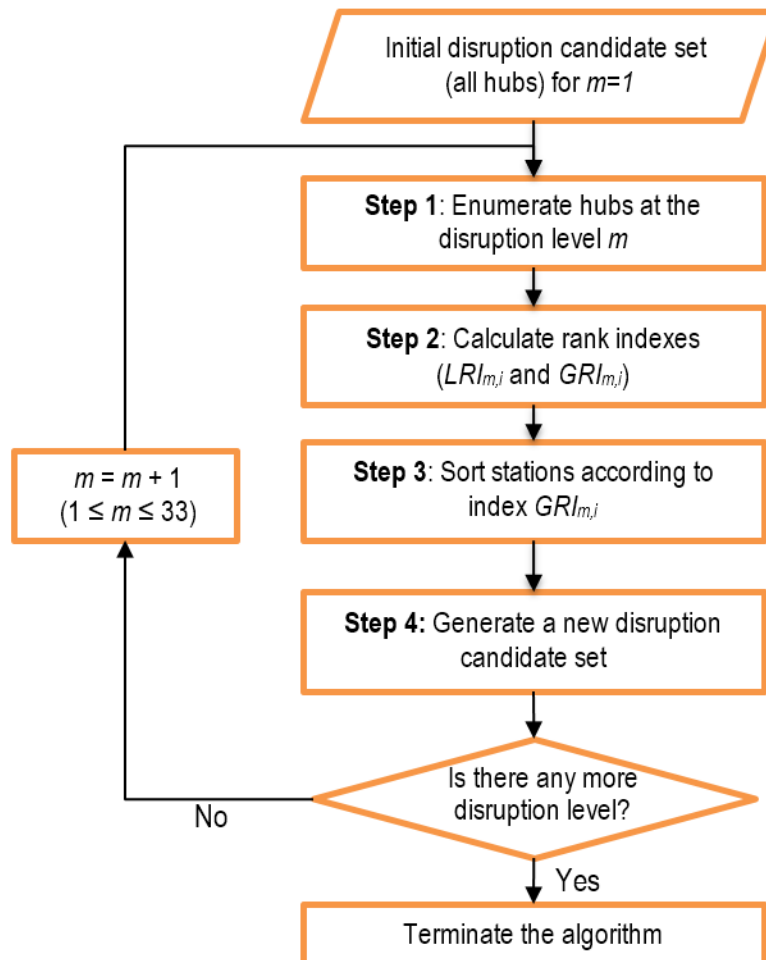 Initial disruption candidate set
(all hubs) for m=1
Step 1: Enumerate hubs at the
disruption level m
Step 2: Calculate rank indexes
(LRIm,i and GRIm,i)
Step 3: Sort stations according to
index GRIm,i
m = m + 1
(1 ≤ m ≤ 33)
Step 4: Generate a new disruption
candidate set
Is there any more
disruption level?
No
Yes
Terminate the algorithm